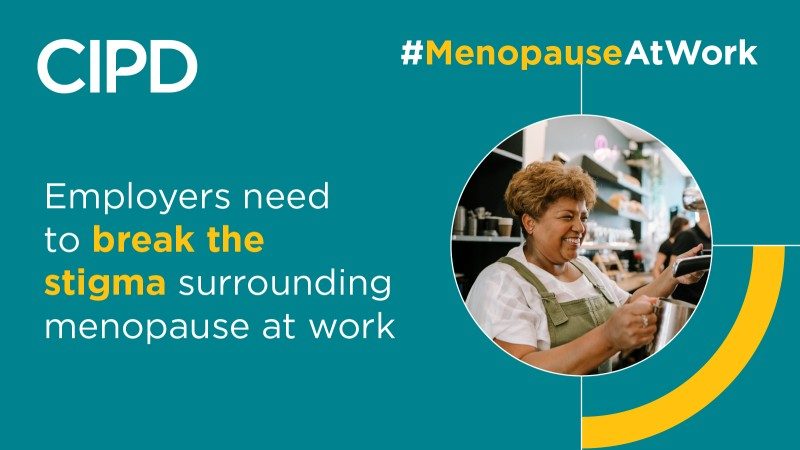 CIPD
#MenopauseAtWork
Employers need
to break the
stigma surrounding
menopause at work